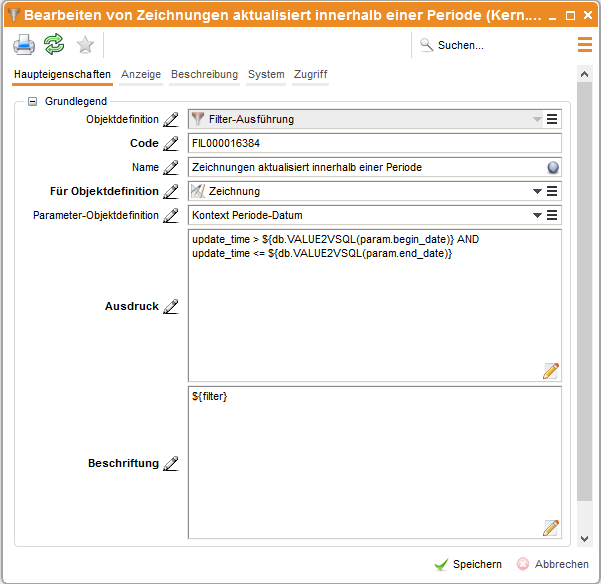 Bearbeiten von Zeichnungen aktualisiert innerhalb einer Periode (Kern....
Suchen...
Haupteigenschaften Anzeige Beschreibung System Zugriff
Grundlegend
Objektdefinition Filter-Ausführung
Code FIL000016384
Name Zeichnungen aktualisiert innerhalb einer Periode
Für Objektdefinition Zeichnung
Parameter-Objektdefinition Kontext Periode-Datum
update_time > ${db.VALUE2VSQL(param.begin_date)} AND
update_time <= ${db.VALUE2VSQL(param.end_date)}
Ausdruck
${filter}
Beschriftung
Speichern Abbrechen